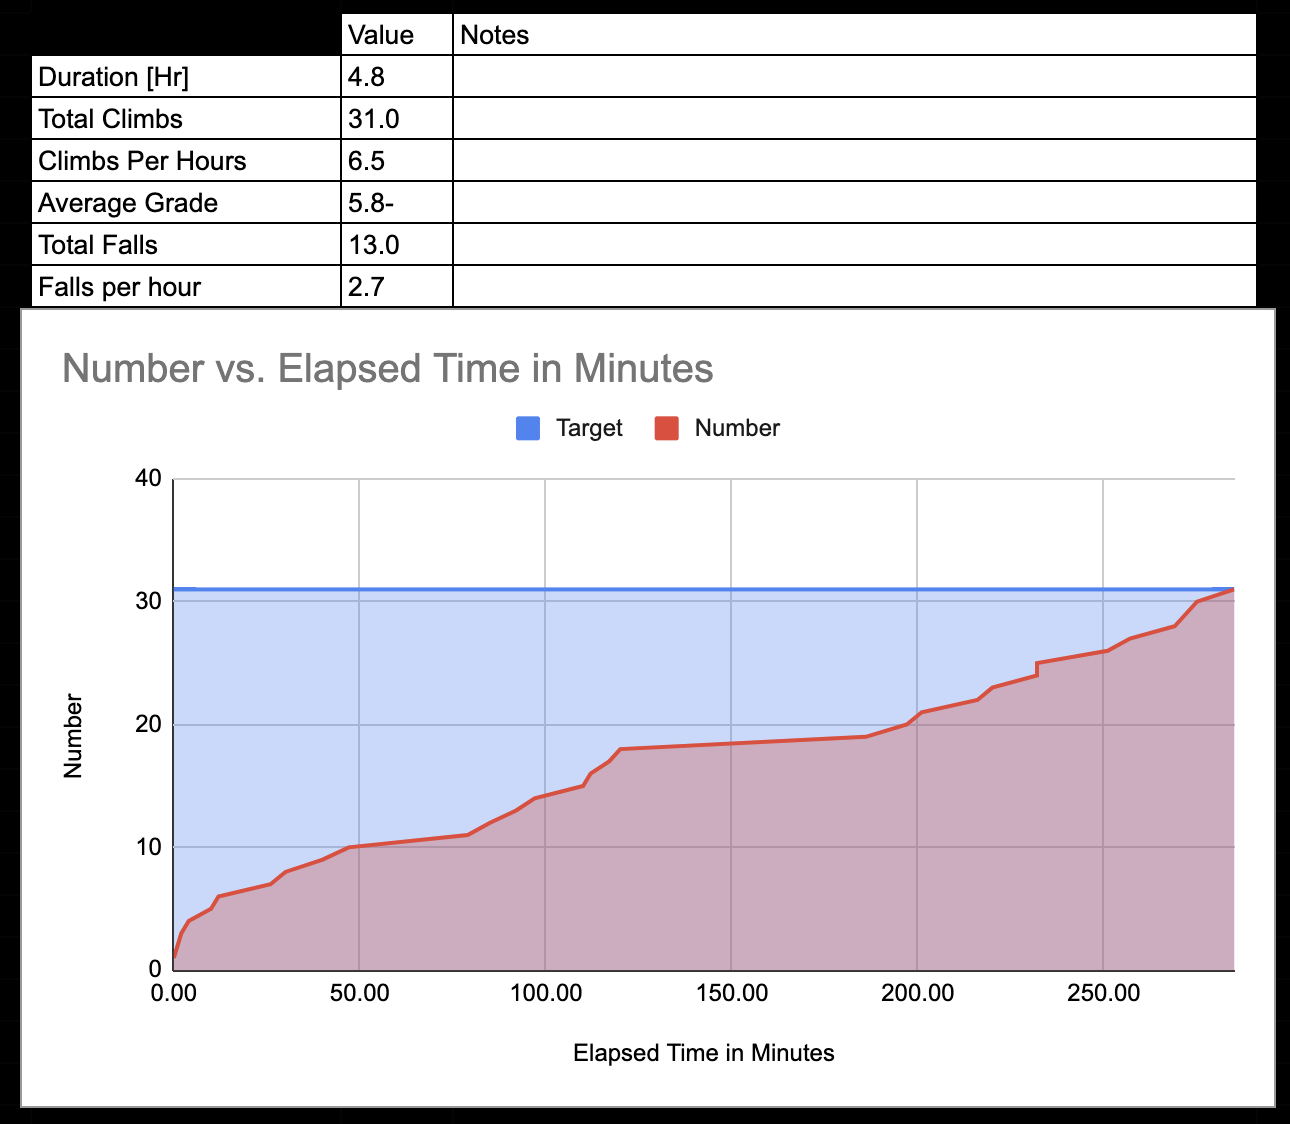 Value Notes
Duration [Hr] 4.8
Total Climbs 31.0
Climbs Per Hours 6.5
Average Grade 5.8-
Total Falls 13.0
Falls per hour 2.7
Number vs. Elapsed Time in Minutes
Target Number
40
30
20
10
0
Number
0.00 50.00 100.00 150.00 200.00 250.00
Elapsed Time in Minutes